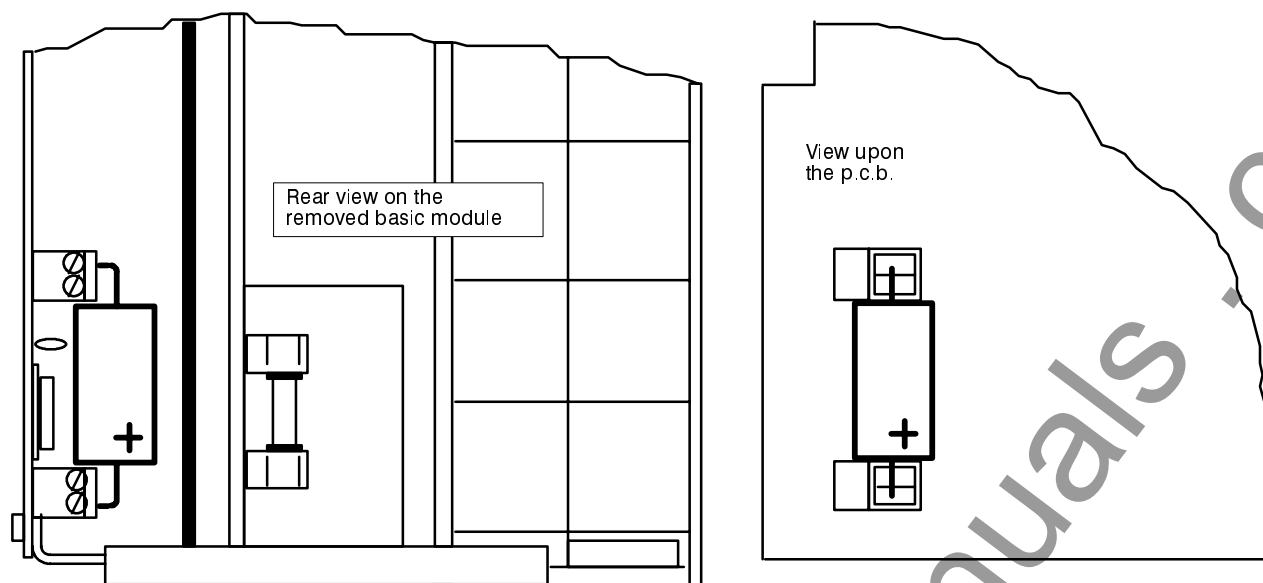 Rear view on the
removed basic module
View upon
the p.c.b.
+
+